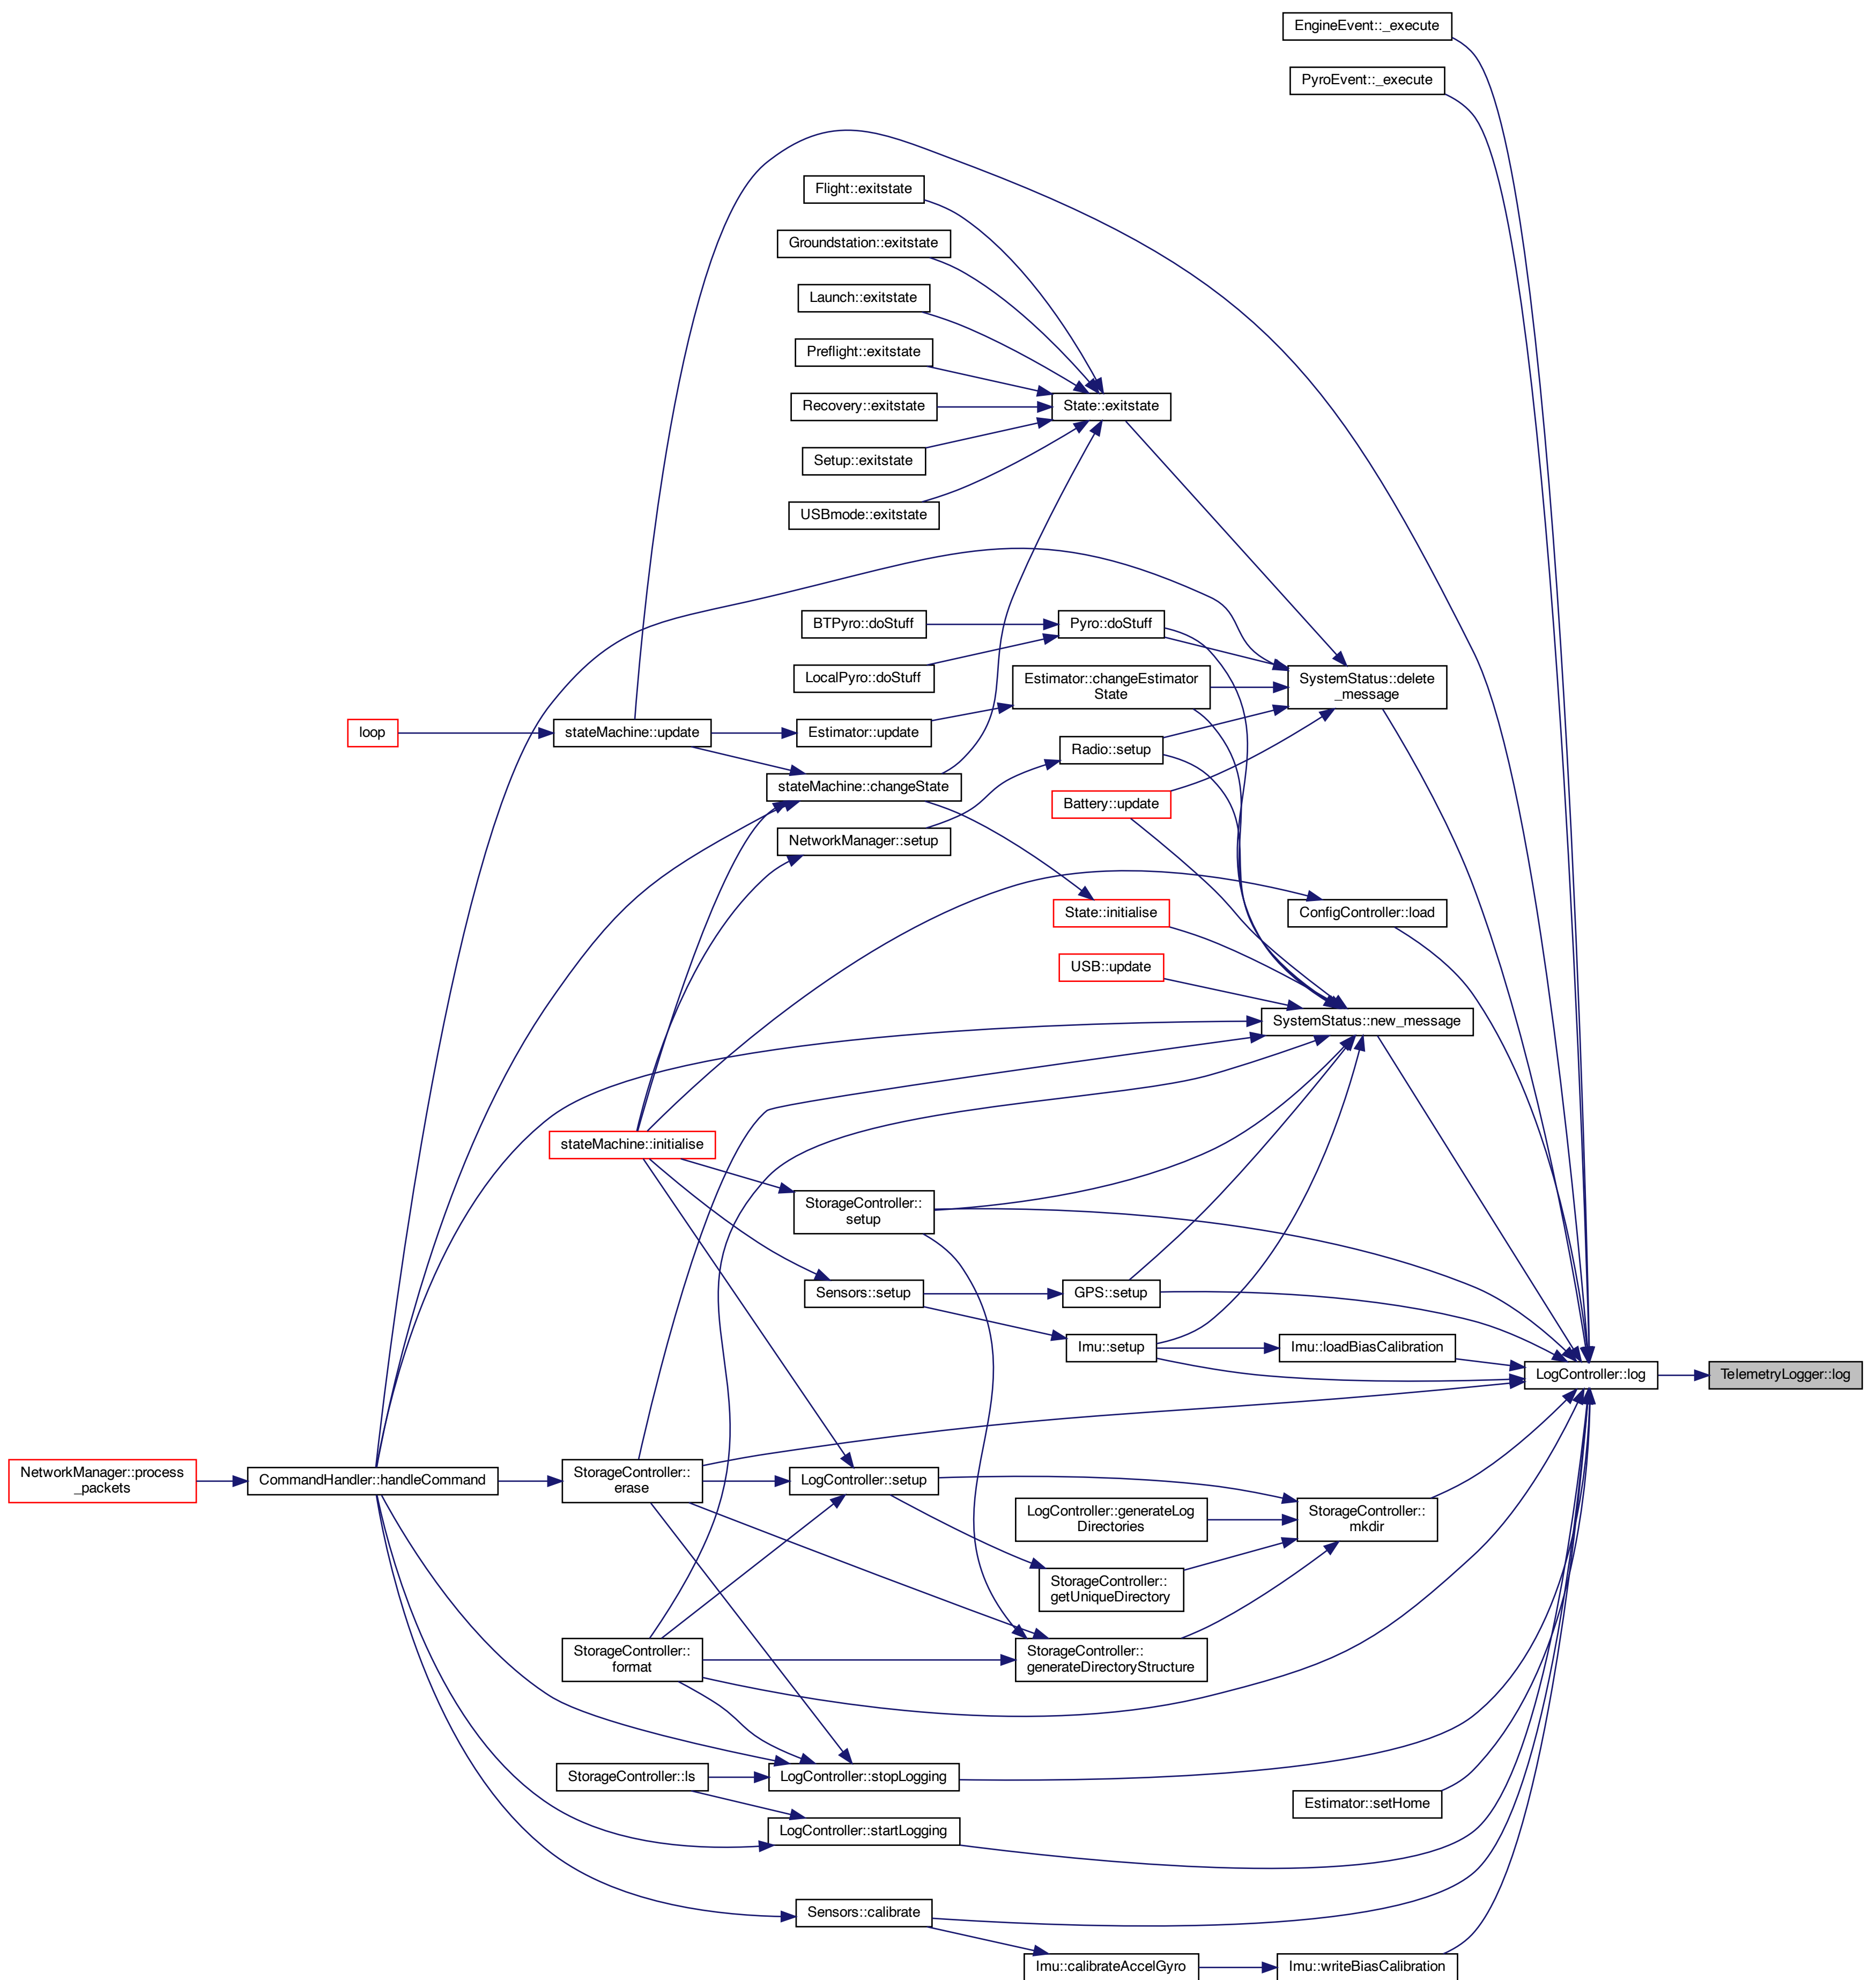 EngineEvent::_execute
PyroEvent::_execute
Flight::exitstate
Groundstation::exitstate
Launch::exitstate
Preflight::exitstate
Recovery::exitstate
State::exitstate
Setup::exitstate
USBmode::exitstate
BTPyro::doStuff
Pyro::doStuff
LocalPyro::doStuff
Estimator::changeEstimator
State
SystemStatus::delete
_message
loop
stateMachine::update
Estimator::update
Radio::setup
stateMachine::changeState
Battery::update
NetworkManager::setup
State::initialise
ConfigController::load
USB::update
SystemStatus::new_message
stateMachine::initialise
StorageController::
setup
Sensors::setup
GPS::setup
Imu::setup
Imu::loadBiasCalibration
LogController::log
TelemetryLogger::log
NetworkManager::process
_packets
CommandHandler::handleCommand
StorageController::
erase
LogController::setup
LogController::generateLog
Directories
StorageController::
mkdir
StorageController::
getUniqueDirectory
StorageController::
format
StorageController::
generateDirectoryStructure
StorageController::ls
LogController::stopLogging
Estimator::setHome
LogController::startLogging
Sensors::calibrate
Imu::calibrateAccelGyro
Imu::writeBiasCalibration